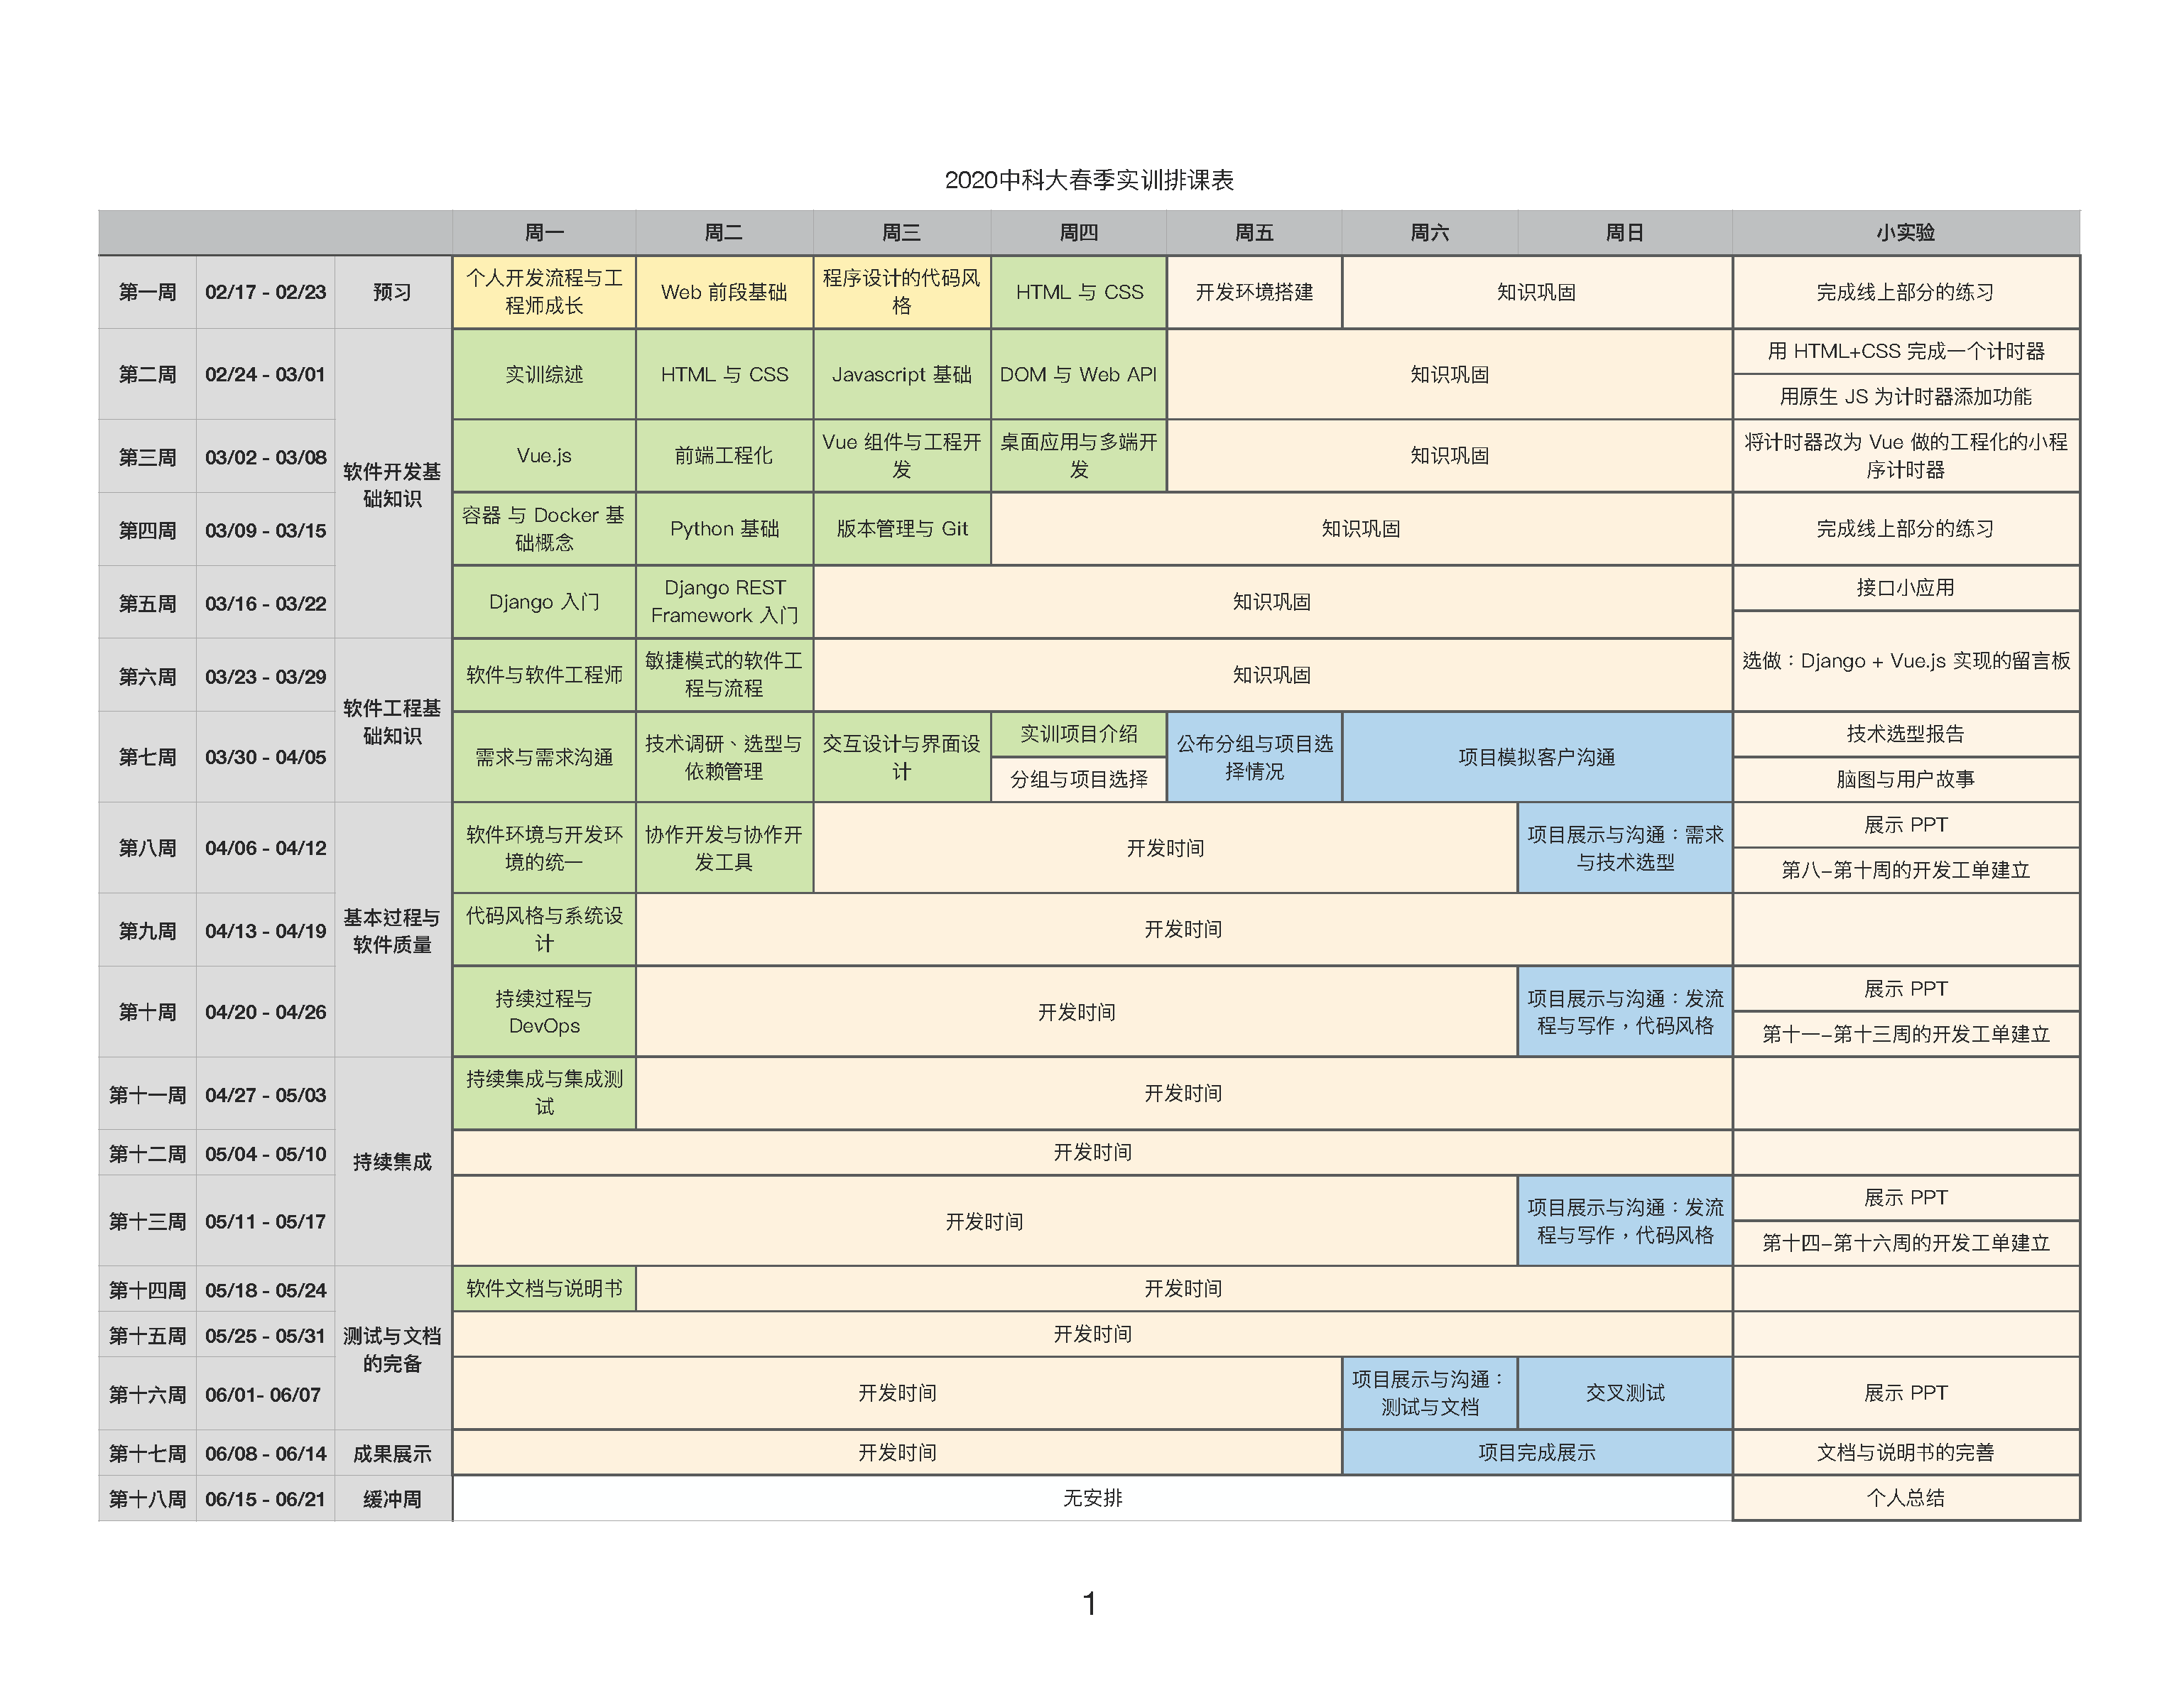 2020中科大春季实训排课表
周一 周二 周三 周四 周五 周六 周日 小实验
第一周 02/17 - 02/23 预习 个人开发流程与工程师成长 Web 前段基础 程序设计的代码风格 HTML 与 CSS 开发环境搭建 知识巩固 完成线上部分的练习
软件开发基础知识
第二周 02/24 - 03/01 实训综述 HTML 与 CSS Javascript 基础 DOM 与 Web API 知识巩固 用 HTML+CSS 完成一个计时器
用原生 JS 为计时器添加功能
第三周 03/02 - 03/08 Vue.js 前端工程化 Vue 组件与工程开发 桌面应用与多端开发 知识巩固 将计时器改为 Vue 做的工程化的小程序计时器
第四周 03/09 - 03/15 容器 与 Docker 基础概念 Python 基础 版本管理与 Git 知识巩固 完成线上部分的练习
第五周 03/16 - 03/22 Django 入门 Django REST Framework 入门 知识巩固 接口小应用
软件工程基础知识
第六周 03/23 - 03/29 软件与软件工程师 敏捷模式的软件工程与流程 知识巩固 选做：Django + Vue.js 实现的留言板
第七周 03/30 - 04/05 需求与需求沟通 技术调研、选型与依赖管理 交互设计与界面设计 实训项目介绍 公布分组与项目选择情况 项目模拟客户沟通 技术选型报告
分组与项目选择 脑图与用户故事
基本过程与软件质量
第八周 04/06 - 04/12 软件环境与开发环境的统一 协作开发与协作开发工具 开发时间 项目展示与沟通：需求与技术选型 展示 PPT
第八–第十周的开发工单建立
第九周 04/13 - 04/19 代码风格与系统设计 开发时间
第十周 04/20 - 04/26 持续过程与 DevOps 开发时间 项目展示与沟通：发流程与写作，代码风格 展示 PPT
第十一–第十三周的开发工单建立
持续集成
第十一周 04/27 - 05/03 持续集成与集成测试 开发时间
第十二周 05/04 - 05/10 开发时间
第十三周 05/11 - 05/17 开发时间 项目展示与沟通：发流程与写作，代码风格 展示 PPT
第十四–第十六周的开发工单建立
测试与文档的完备
第十四周 05/18 - 05/24 软件文档与说明书 开发时间
第十五周 05/25 - 05/31 开发时间
第十六周 06/01- 06/07 开发时间 项目展示与沟通：测试与文档 交叉测试 展示 PPT
第十七周 06/08 - 06/14 成果展示 开发时间 项目完成展示 文档与说明书的完善
第十八周 06/15 - 06/21 缓冲周 无安排 个人总结
1